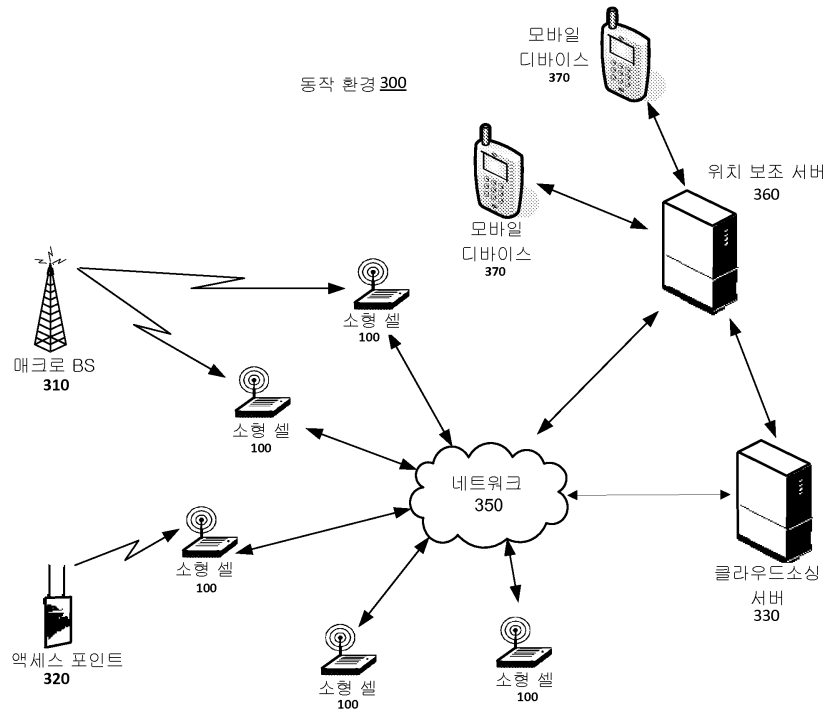 모바일
디바이스
370
동작 환경 300
위치 보조 서버
360
모바일
디바이스
370
소형 셀
100
매크로 BS
310
소형 셀
100
네트워크
350
소형 셀
100
클라우드소싱
서버
330
액세스 포인트
320
소형 셀
100
소형 셀
100